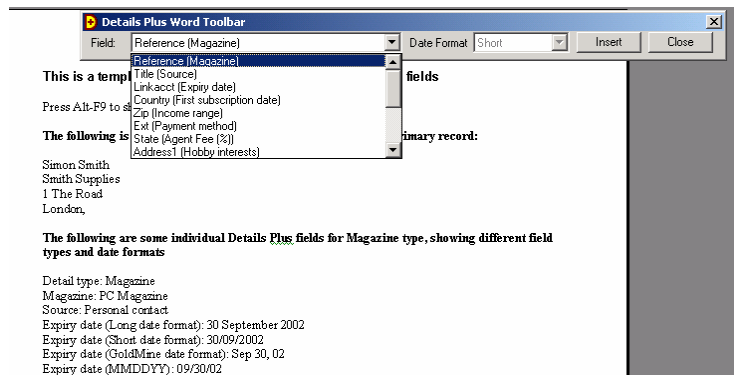 Details Plus Word Toolbar
Field: Reference (Magazine) Date Format Short Insert Close
Reference (Magazine)
Title (Source)
Linkacct (Expiry date)
Country (First subscription date)
Zip (Income range)
Ext (Payment method)
State (Agent Fee (%))
Address1 (Hobby interests)
This is a templ fields
Press Alt-F9 to sh
The following is rimary record:
Simon Smith
Smith Supplies
1 The Road
London,
The following are some individual Details Plus fields for Magazine type, showing different field
types and date formats
Detail type: Magazine
Magazine: PC Magazine
Source: Personal contact
Expiry date (Long date format): 30 September 2002
Expiry date (Short date format): 30/09/2002
Expiry date (GoldMine date format): Sep 30, 02
Expiry date (MMDDYY): 09/30/02